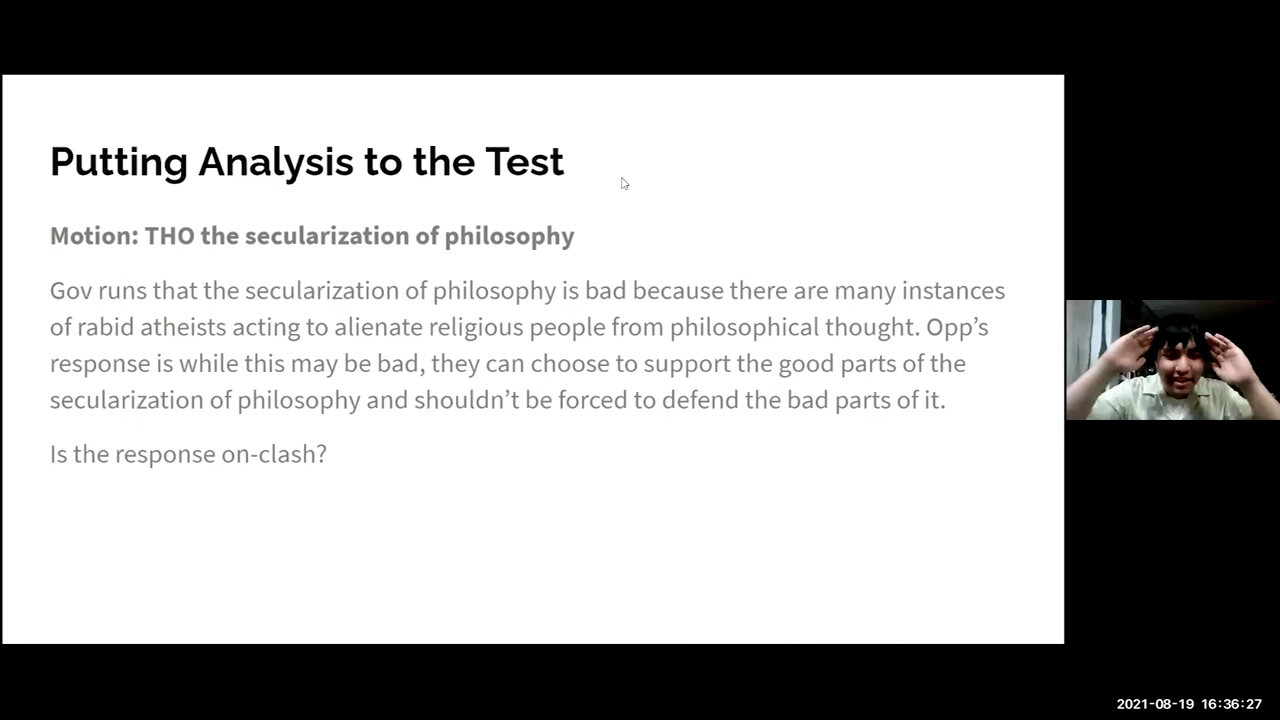 Putting Analysis to the Test
Motion: THO the secularization of philosophy
Gov runs that the secularization of philosophy is bad because there are many instances
of rabid atheists acting to alienate religious people from philosophical thought. Opp’s
response is while this may be bad, they can choose to support the good parts of the
secularization of philosophy and shouldn’t be forced to defend the bad parts of it.
Is the response on-clash?
2021-08-19 16:36:27